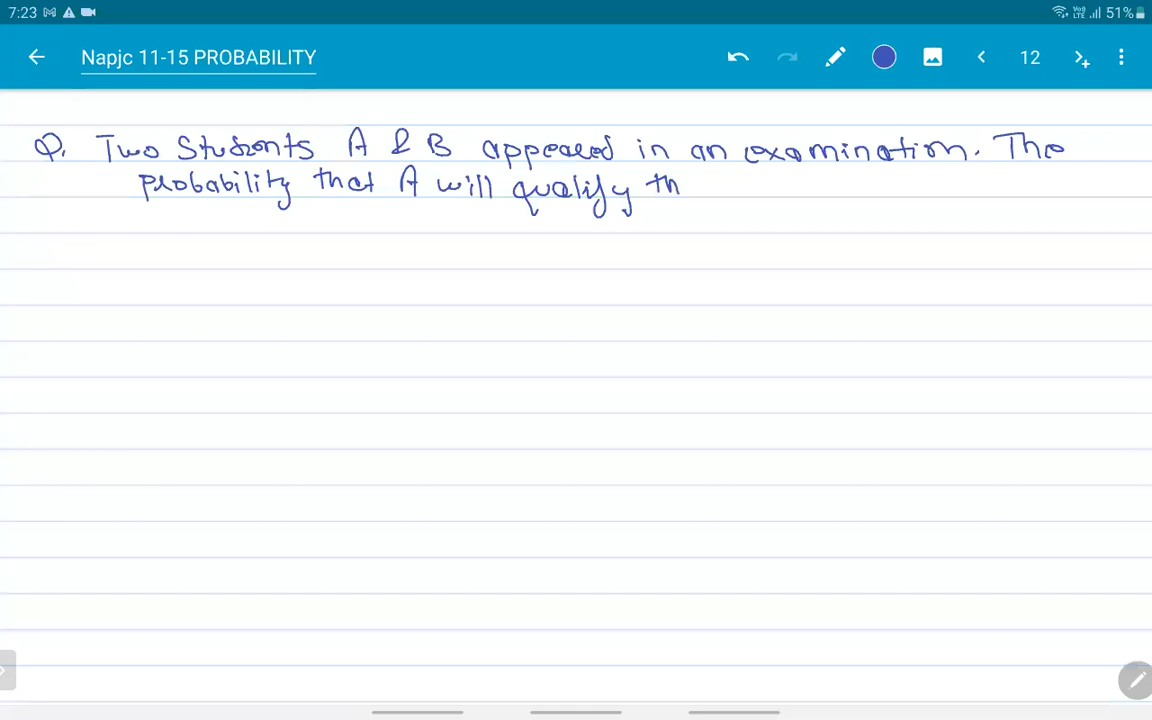 7:23 51%
Napjc 11-15 PROBABILITY 12
Q. Two Students A & B appeared in an examination. The
probability that A will qualify th